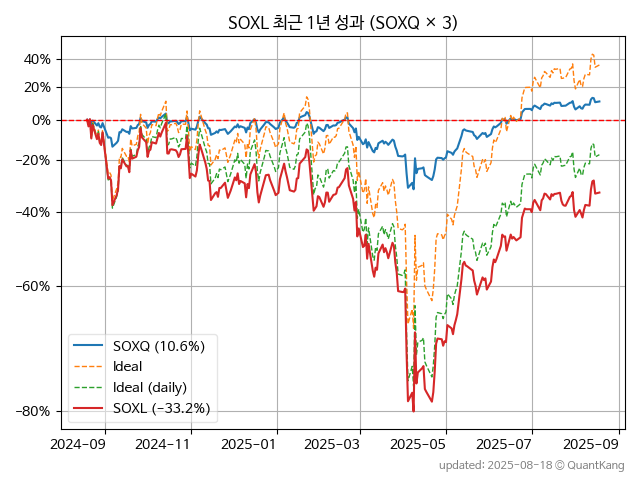 SOXL 최근 1년 성과 (SOXQ × 3)
40%
20%
0%
−20%
−40%
−60%
−80%
SOXQ (10.6%)
Ideal
Ideal (daily)
SOXL (−33.2%)
2024-09 2024-11 2025-01 2025-03 2025-05 2025-07 2025-09
updated: 2025-08-18 © QuantKang